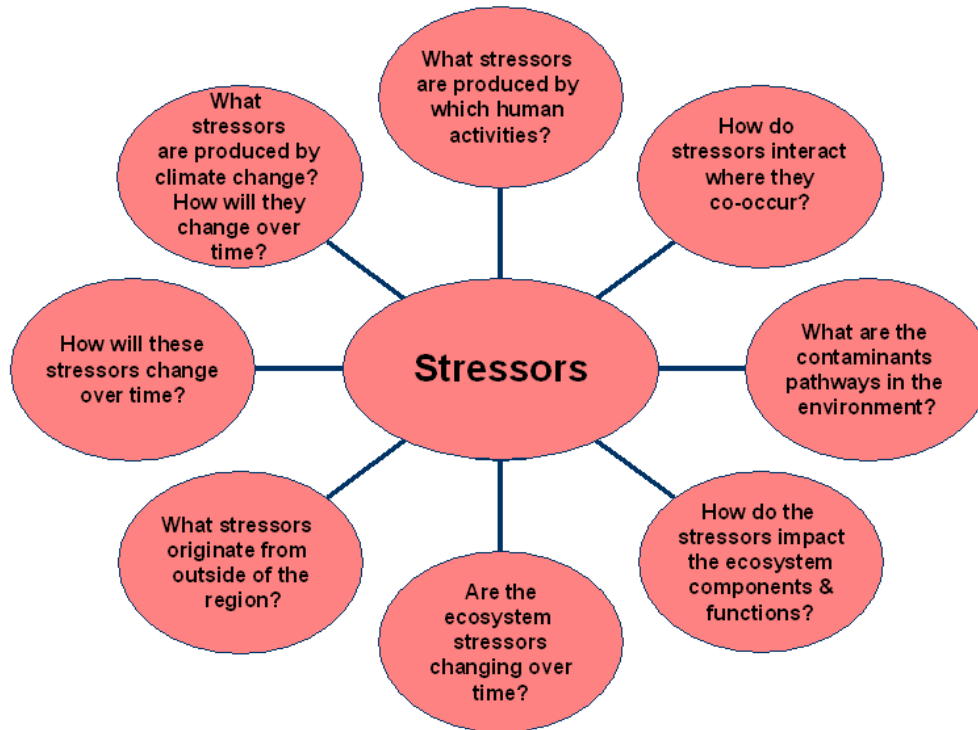 What stressors
are produced by
which human
activities?
What
stressors
are produced by
climate change?
How will they
change over
time?
How do
stressors interact
where they
co-occur?
How will these
stressors change
over time?
Stressors
What are the
contaminants
pathways in the
environment?
What stressors
originate from
outside of the
region?
Are the
ecosystem
stressors
changing over
time?
How do the
stressors impact
the ecosystem
components &
functions?